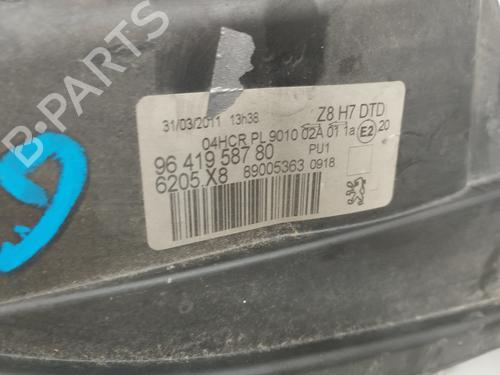 31/03/2011 13h38 Z8 H7 DTD
04HCR PL 9010 02A 01 1a E2 20
96 419 587 80 PU1
6205.X8 89005363 0918
B-Parts